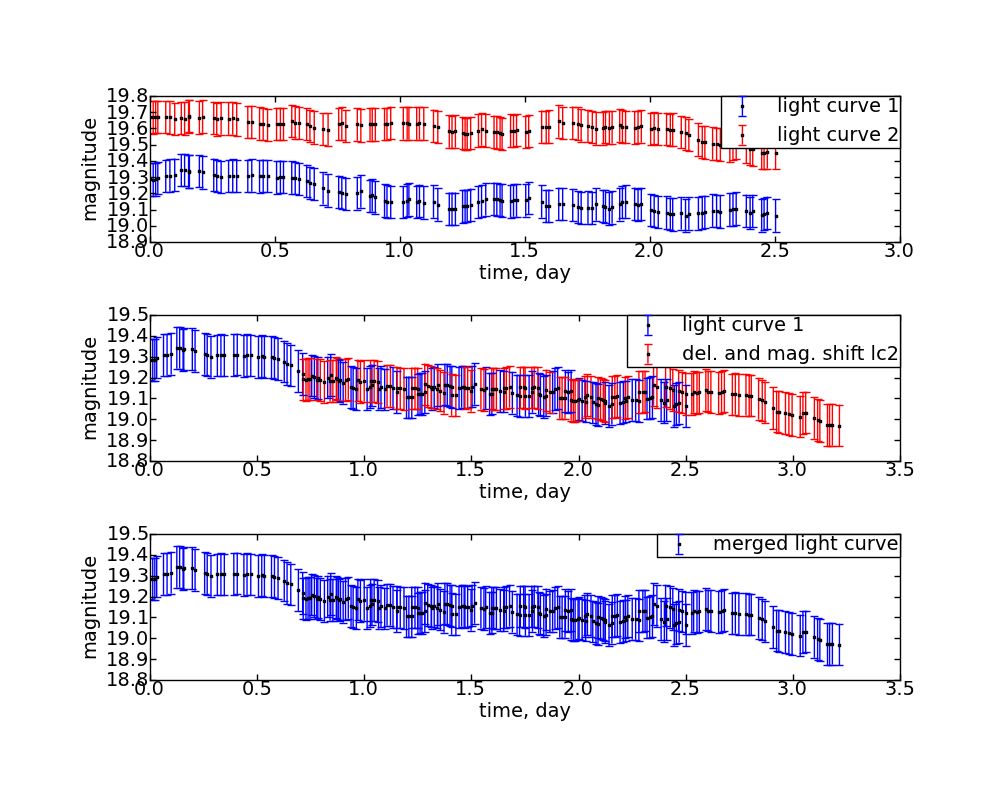 19.8
19.7
19.6
19.5
19.4
19.3
19.2
19.1
19.0
18.9
magnitude
light curve 1
light curve 2
0.0 0.5 1.0 1.5 2.0 2.5 3.0
time, day
19.5
19.4
19.3
19.2
19.1
19.0
18.9
18.8
magnitude
light curve 1
del. and mag. shift lc2
0.0 0.5 1.0 1.5 2.0 2.5 3.0 3.5
time, day
19.5
19.4
19.3
19.2
19.1
19.0
18.9
18.8
magnitude
merged light curve
0.0 0.5 1.0 1.5 2.0 2.5 3.0 3.5
time, day